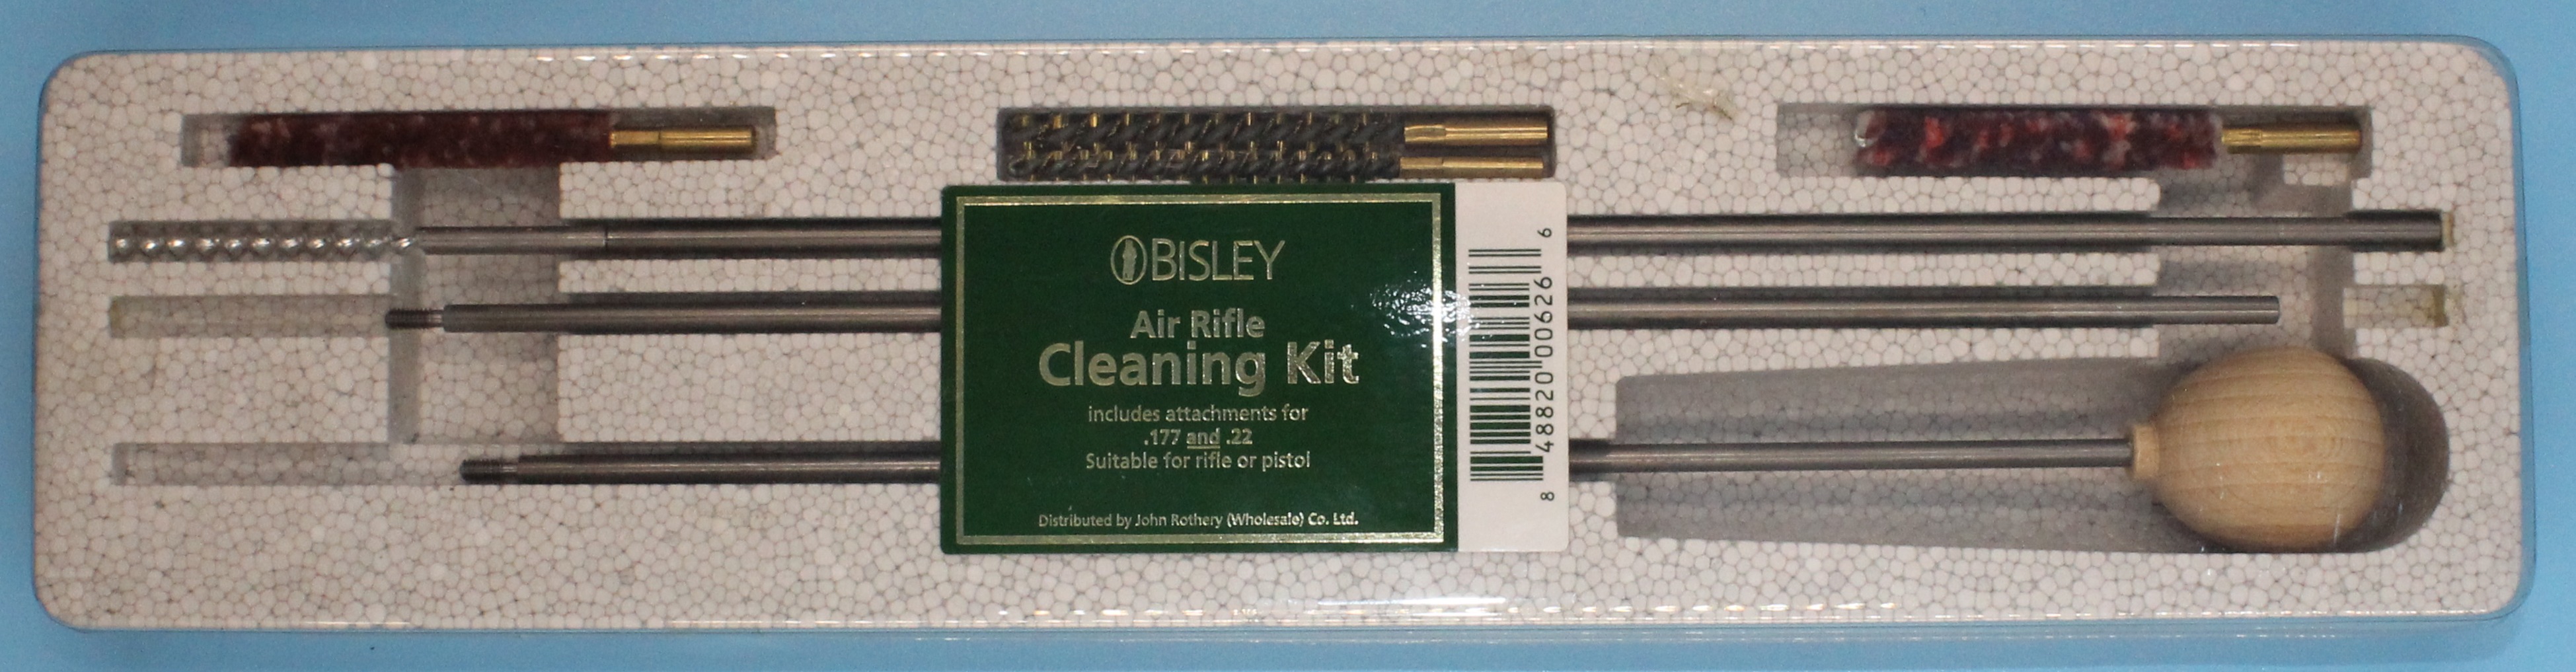 BISLEY
Air Rifle
Cleaning Kit
includes attachments for
.177 and .22
Suitable for rifle or pistol
Distributed by John Rothery (Wholesale) Co. Ltd.
8 48820 00626 6